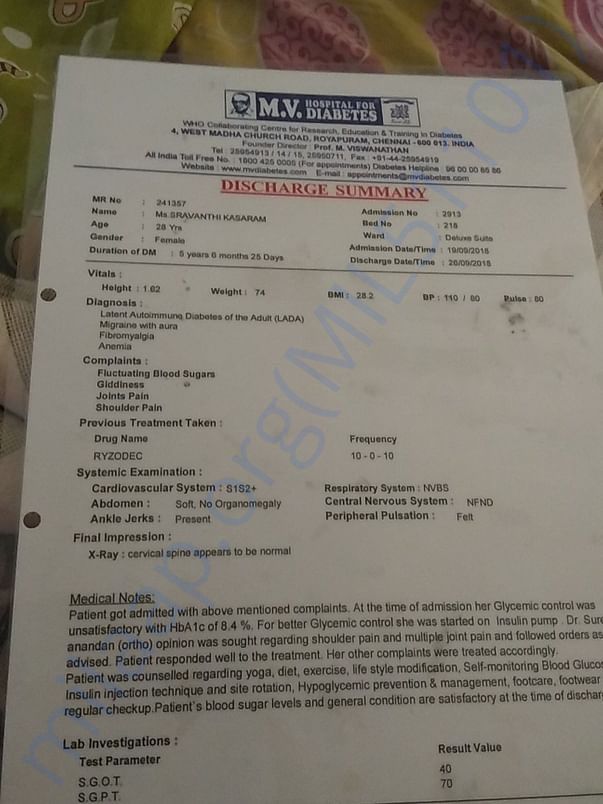 M.V. HOSPITAL FOR DIABETES
WHO Collaborating Centre for Research, Education & Training in Diabetes
4, WEST MADHA CHURCH ROAD, ROYAPURAM, CHENNAI - 600 013. INDIA
Founder Director : Prof. M. VISWANATHAN
Tel : 25954913 / 14 / 15, 25950711, Fax : +91-44-25954919
All India Toll Free No. : 1800 425 0005 (For appointments) Diabetes Helpline : 96 00 00 86 86
Website : www.mvdiabetes.com E-mail : appointments@mvdiabetes.com
DISCHARGE SUMMARY
MR No : 241357
Name : Ms.SRAVANTHI KASARAM
Age : 28 Yrs
Gender : Female
Duration of DM : 5 years 6 months 25 Days
Admission No : 2913
Bed No : 218
Ward : Deluxe Suite
Admission Date/Time : 19/09/2015
Discharge Date/Time : 26/09/2015
Vitals :
Height : 1.62 Weight : 74 BMI : 28.2 BP : 110 / 80 Pulse : 80
Diagnosis :
Latent Autoimmune Diabetes of the Adult (LADA)
Migraine with aura
Fibromyalgia
Anemia
Complaints :
Fluctuating Blood Sugars
Giddiness
Joints Pain
Shoulder Pain
Previous Treatment Taken :
Drug Name Frequency
RYZODEC 10 - 0 - 10
Systemic Examination :
Cardiovascular System : S1S2+ Respiratory System : NVBS
Abdomen : Soft, No Organomegaly Central Nervous System : NFND
Ankle Jerks : Present Peripheral Pulsation : Felt
Final Impression :
X-Ray : cervical spine appears to be normal
Medical Notes:
Patient got admitted with above mentioned complaints. At the time of admission her Glycemic control was
unsatisfactory with HbA1c of 8.4 %. For better Glycemic control she was started on Insulin pump . Dr. Sure
anandan (ortho) opinion was sought regarding shoulder pain and multiple joint pain and followed orders as
advised. Patient responded well to the treatment. Her other complaints were treated accordingly.
Patient was counselled regarding yoga, diet, exercise, life style modification, Self-monitoring Blood Glucos
Insulin injection technique and site rotation, Hypoglycemic prevention & management, footcare, footwear
regular checkup.Patient's blood sugar levels and general condition are satisfactory at the time of discharg
Lab Investigations :
Test Parameter Result Value
S.G.O.T. 40
S.G.P.T. 70